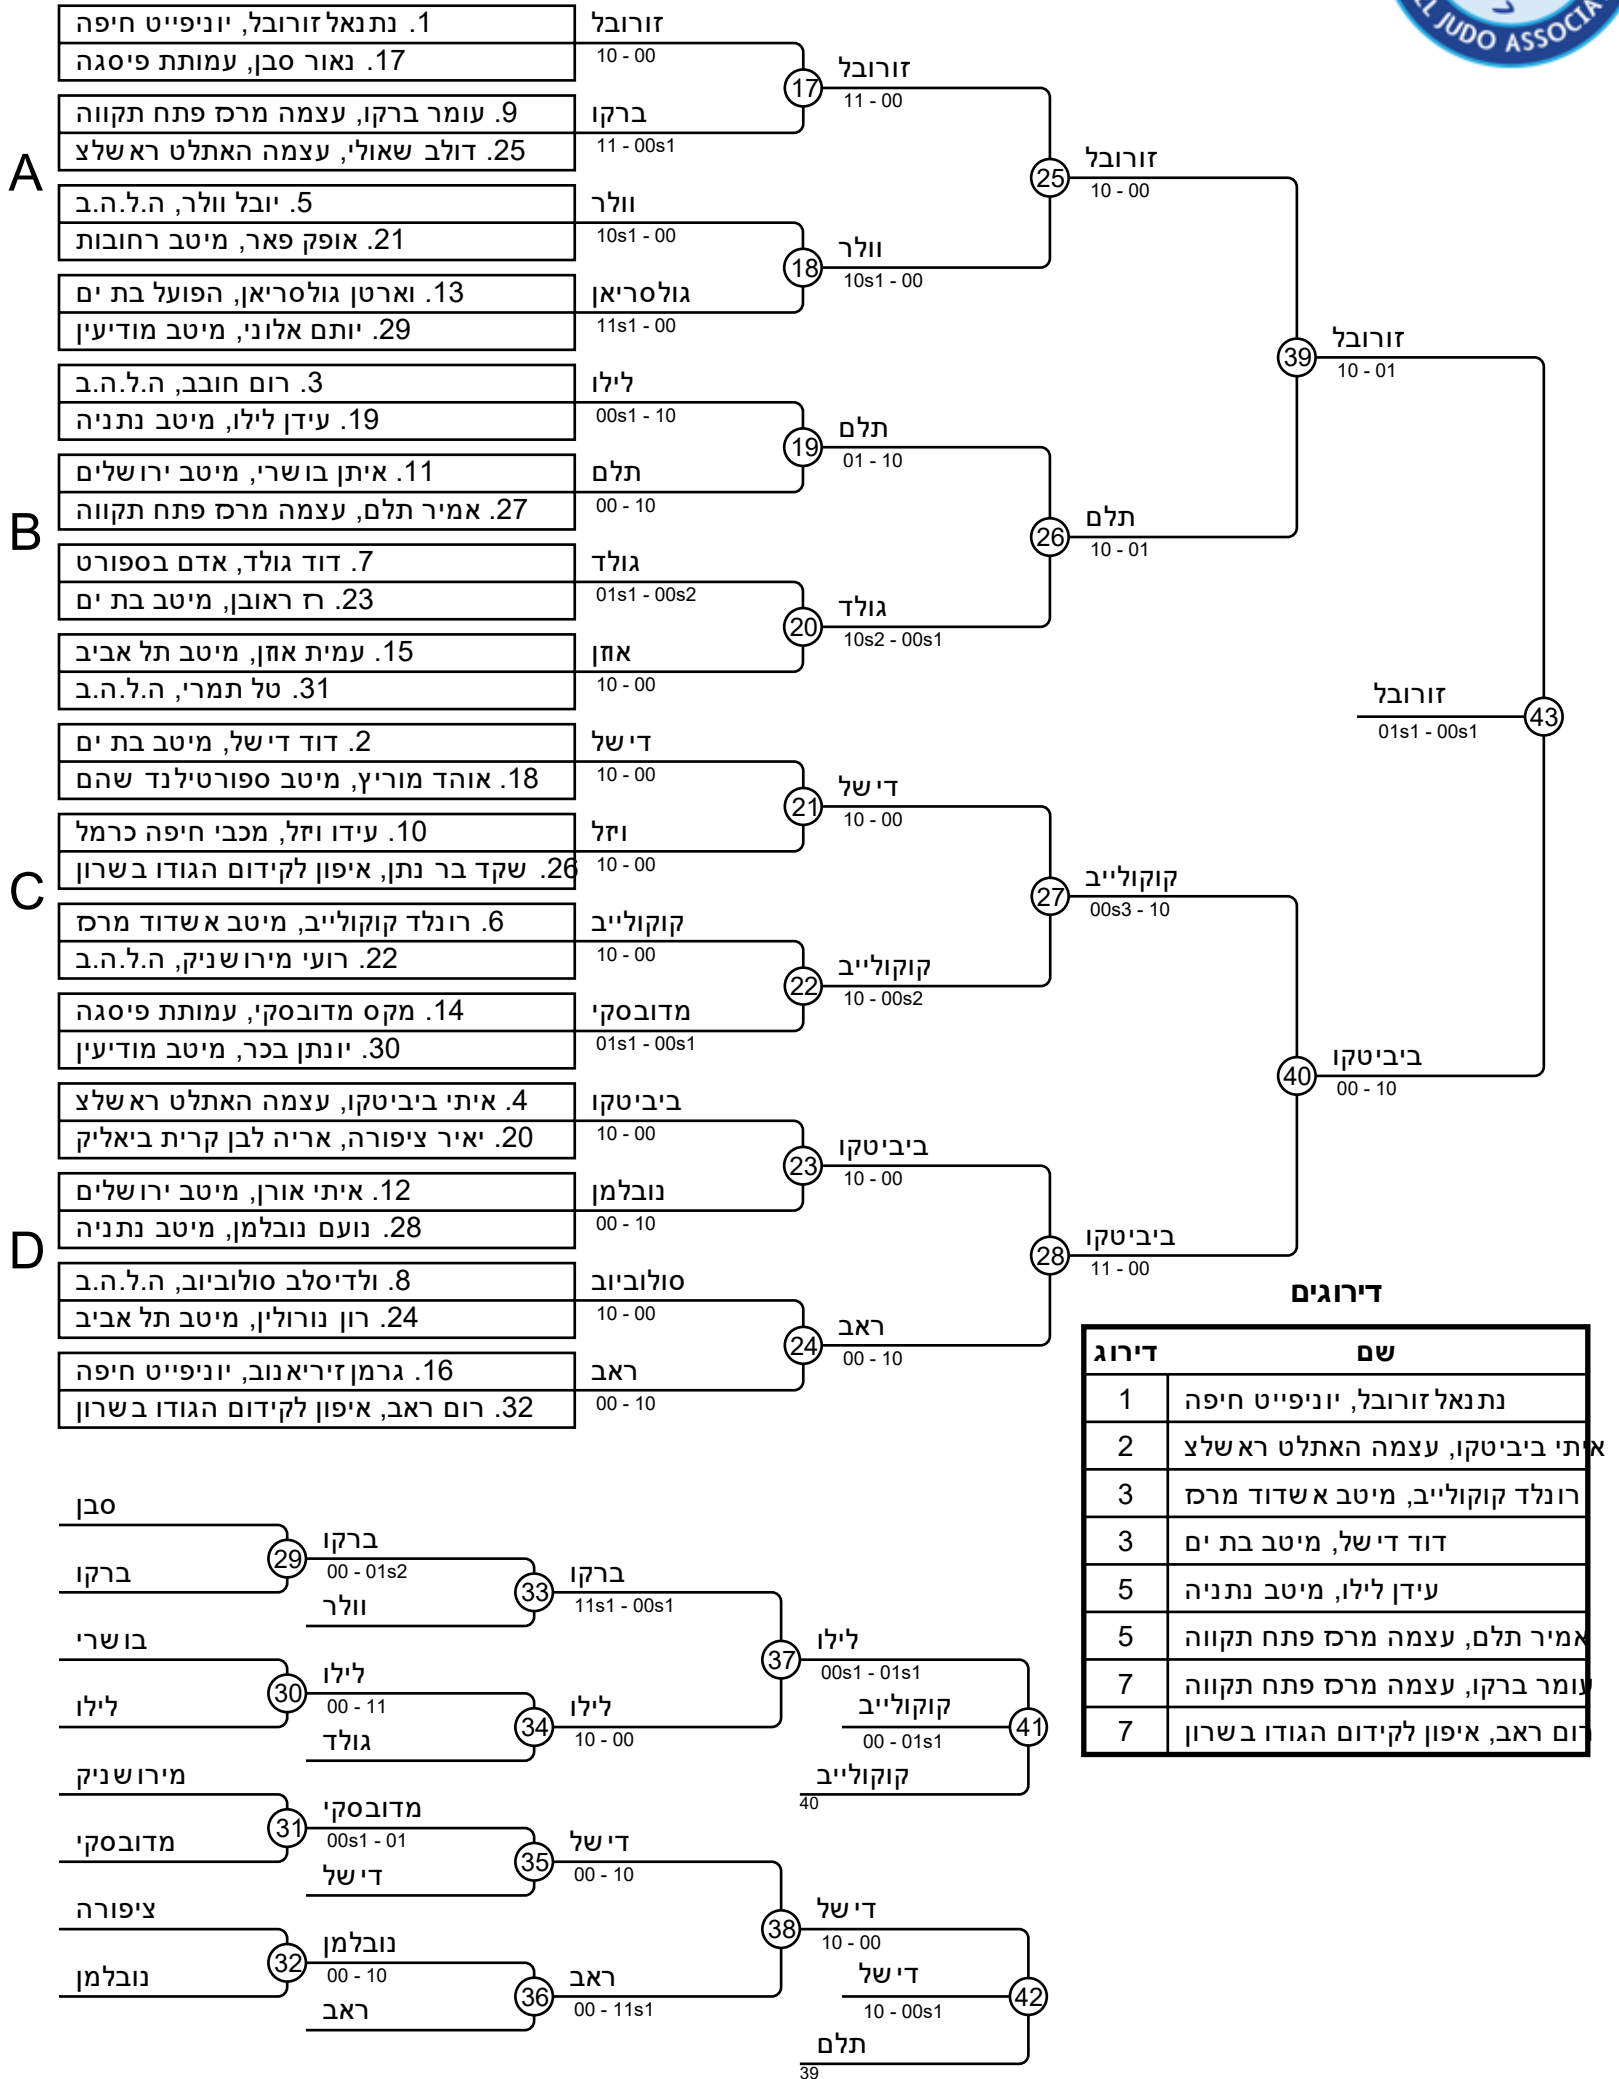 LL JUDO ASSOCIA
A
1. נתנאל זורובל, יוניפייט חיפה
17. נאור סבן, עמותת פיסגה
9. עומר ברקו, עצמה מרכז פתח תקווה
25. דולב שאולי, עצמה האתלט ראשלצ
5. יובל וולר, ה.ל.ה.ב
21. אופק פאר, מיטב רחובות
13. וארטן גולסריאן, הפועל בת ים
29. יותם אלוני, מיטב מודיעין
B
3. רום חובב, ה.ל.ה.ב
19. עידן לילו, מיטב נתניה
11. איתן בושרי, מיטב ירושלים
27. אמיר תלם, עצמה מרכז פתח תקווה
7. דוד גולד, אדם בספורט
23. רז ראובן, מיטב בת ים
15. עמית אוזן, מיטב תל אביב
31. טל תמרי, ה.ל.ה.ב
C
2. דוד דישל, מיטב בת ים
18. אוהד מוריץ, מיטב ספורטילנד שהם
10. עידו ויזל, מכבי חיפה כרמל
26. שקד בר נתן, איפון לקידום הגודו בשרון
6. רונלד קוקולייב, מיטב אשדוד מרכז
22. רועי מירושניק, ה.ל.ה.ב
14. מקס מדובסקי, עמותת פיסגה
30. יונתן בכר, מיטב מודיעין
D
4. איתי ביביטקו, עצמה האתלט ראשלצ
20. יאיר ציפורה, אריה לבן קרית ביאליק
12. איתי אורן, מיטב ירושלים
28. נועם נובלמן, מיטב נתניה
8. ולדיסלב סולוביוב, ה.ל.ה.ב
24. רון נורולין, מיטב תל אביב
16. גרמן זיריאנוב, יוניפייט חיפה
32. רום ראב, איפון לקידום הגודו בשרון
זורובל
10 - 00
ברקו
11 - 00s1
וולר
10s1 - 00
גולסריאן
11s1 - 00
לילו
00s1 - 10
תלם
00 - 10
גולד
01s1 - 00s2
אוזן
10 - 00
דישל
10 - 00
ויזל
10 - 00
קוקולייב
10 - 00
מדובסקי
01s1 - 00s1
ביביטקו
10 - 00
נובלמן
00 - 10
סולוביוב
10 - 00
ראב
00 - 10
17
זורובל
11 - 00
18
וולר
10s1 - 00
19
תלם
01 - 10
20
גולד
10s2 - 00s1
21
דישל
10 - 00
22
קוקולייב
10 - 00s2
23
ביביטקו
10 - 00
24
ראב
00 - 10
25
זורובל
10 - 00
26
תלם
10 - 01
27
קוקולייב
00s3 - 10
28
ביביטקו
11 - 00
39
זורובל
10 - 01
40
ביביטקו
00 - 10
43
זורובל
01s1 - 00s1
דירוגים
דירוג שם
1 נתנאל זורובל, יוניפייט חיפה
2 איתי ביביטקו, עצמה האתלט ראשלצ
3 רונלד קוקולייב, מיטב אשדוד מרכז
3 דוד דישל, מיטב בת ים
5 עידן לילו, מיטב נתניה
5 אמיר תלם, עצמה מרכז פתח תקווה
7 עומר ברקו, עצמה מרכז פתח תקווה
7 רום ראב, איפון לקידום הגודו בשרון
סבן
ברקו
בושרי
לילו
מירושניק
מדובסקי
ציפורה
נובלמן
29
ברקו
00 - 01s2
וולר
30
לילו
00 - 11
גולד
31
מדובסקי
00s1 - 01
דישל
32
נובלמן
00 - 10
ראב
33
ברקו
11s1 - 00s1
34
לילו
10 - 00
35
דישל
00 - 10
36
ראב
00 - 11s1
37
לילו
00s1 - 01s1
קוקולייב
00 - 01s1
41
קוקולייב
40
38
דישל
10 - 00
דישל
10 - 00s1
42
תלם
39